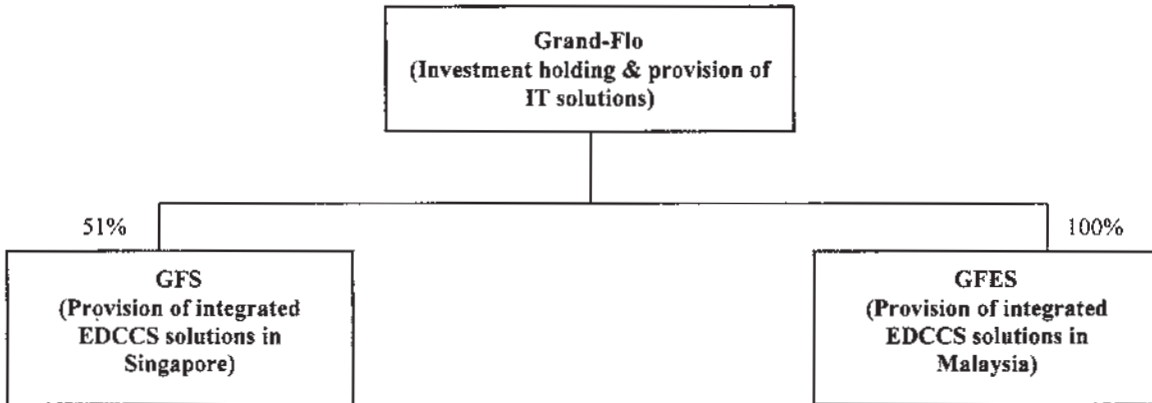 Grand-Flo
(Investment holding & provision of
IT solutions)
51%
100%
GFS
(Provision of integrated
EDCCS solutions in
Singapore)
GFES
(Provision of integrated
EDCCS solutions in
Malaysia)